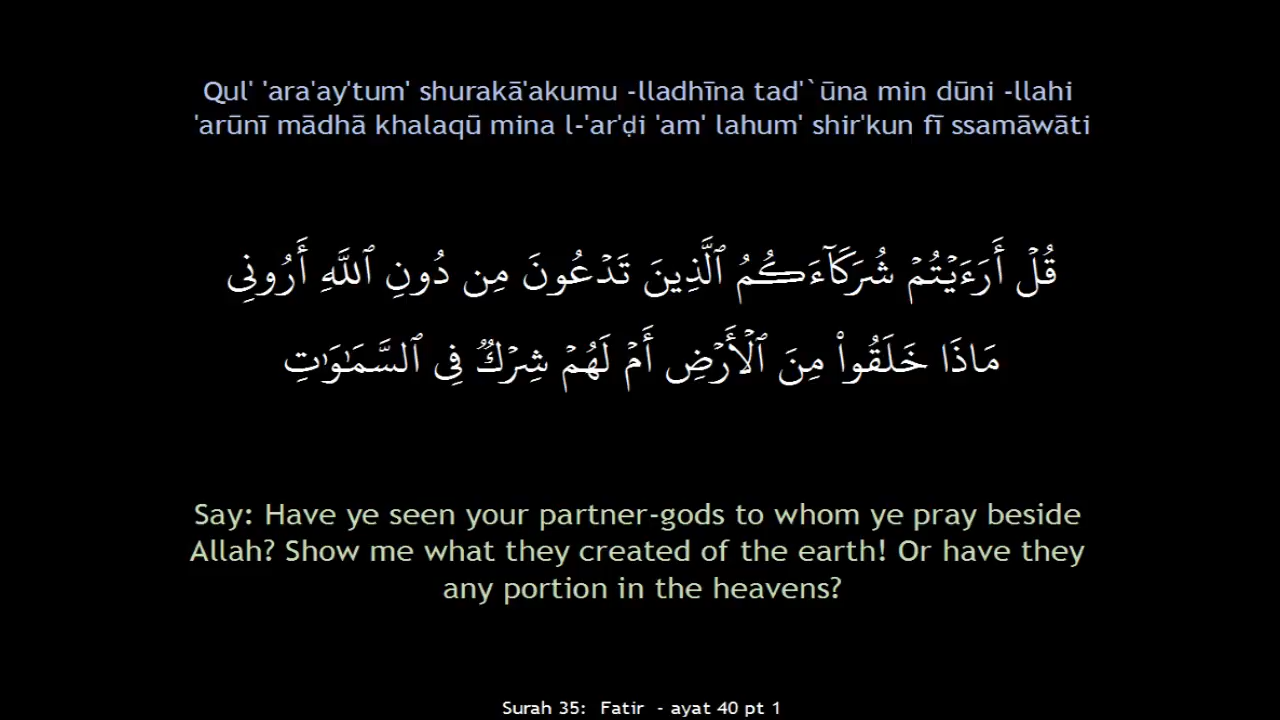 Qul' 'ara'ay'tum' shurakā'akumu -lladhīna tad'`ūna min dūni -llahi
'arūnī mādhā khalaqū mina l-'ar'ḍi 'am' lahum' shir'kun fī ssamāwāti
قُلْ أَرَءَيْتُمْ شُرَكَآءَكُمُ ٱلَّذِينَ تَدْعُونَ مِن دُونِ ٱللَّهِ أَرُونِى
مَاذَا خَلَقُوا۟ مِنَ ٱلْأَرْضِ أَمْ لَهُمْ شِرْكٌ فِى ٱلسَّمَـٰوَٰتِ
Say: Have ye seen your partner-gods to whom ye pray beside
Allah? Show me what they created of the earth! Or have they
any portion in the heavens?
Surah 35: Fatir - ayat 40 pt 1